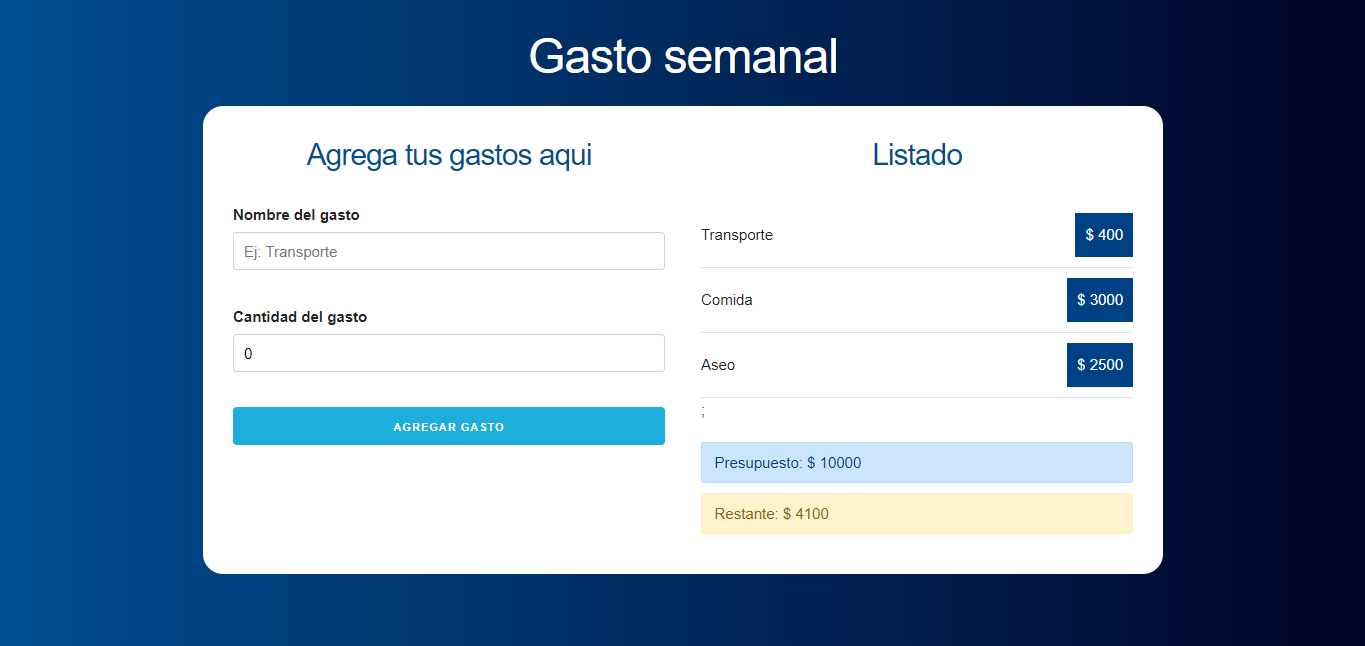 Gasto semanal
Agrega tus gastos aqui
Nombre del gasto
Ej: Transporte
Cantidad del gasto
0
AGREGAR GASTO
Listado
Transporte $ 400
Comida $ 3000
Aseo $ 2500
;
Presupuesto: $ 10000
Restante: $ 4100